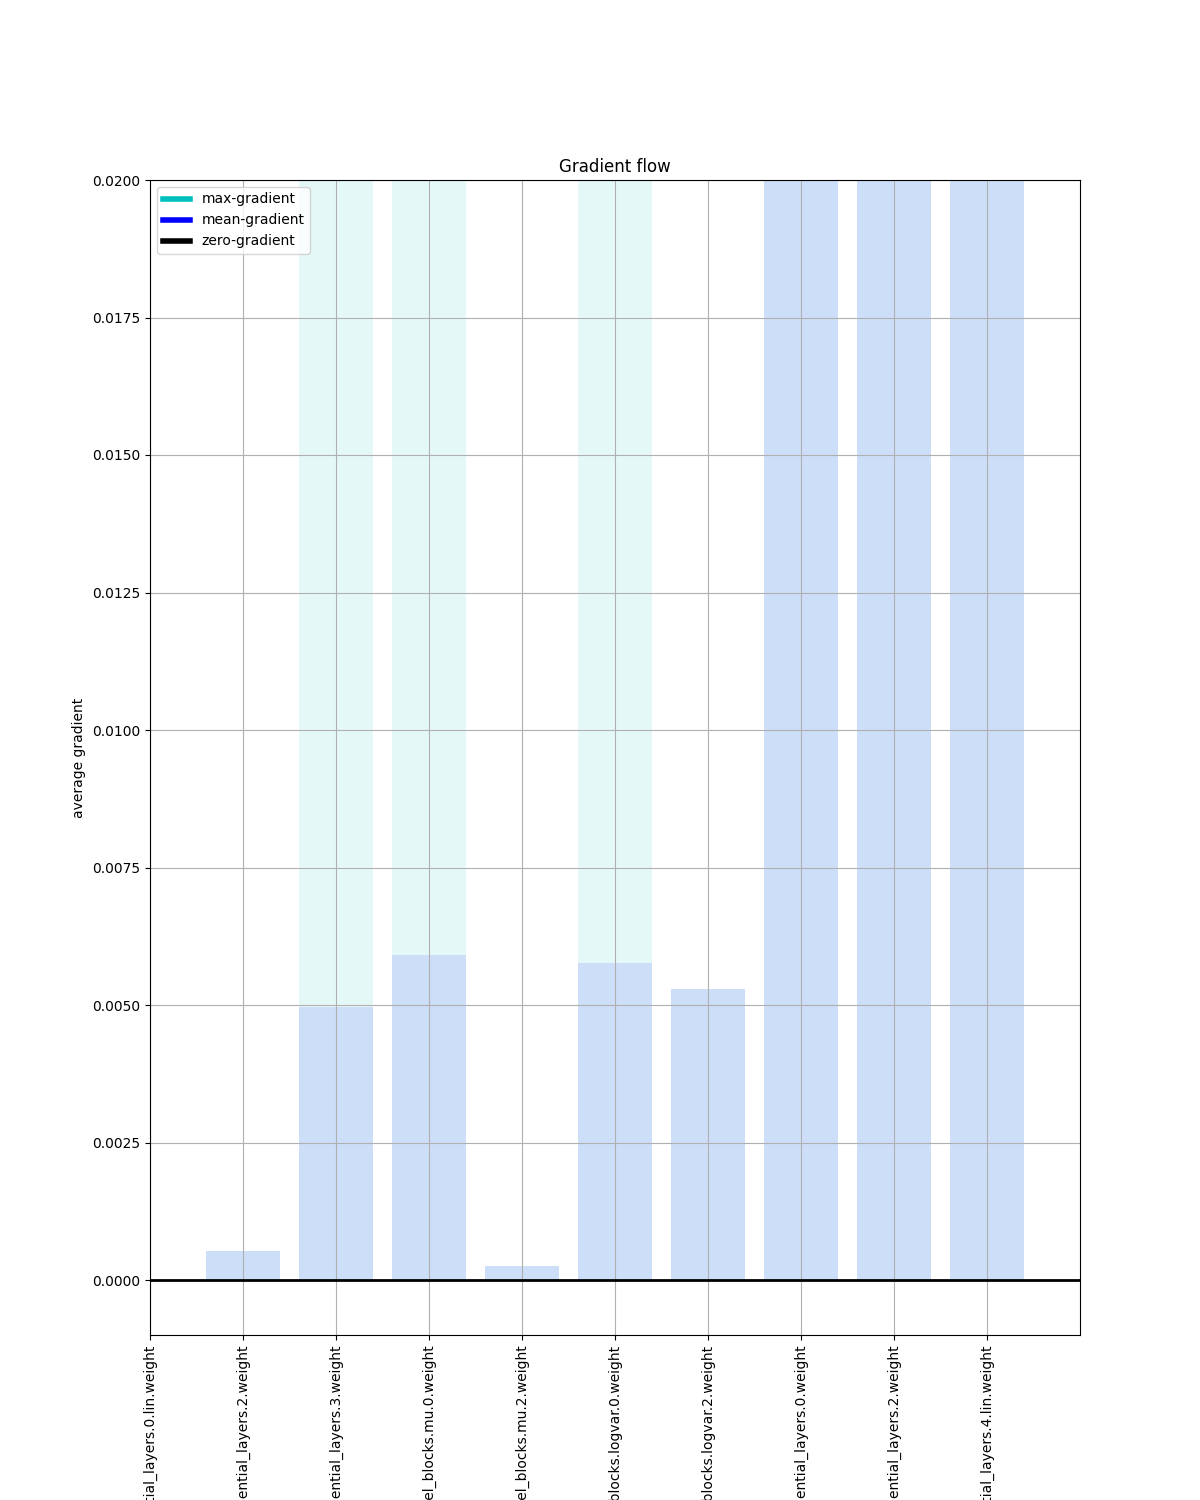 Gradient flow
max-gradient
mean-gradient
zero-gradient
0.0200
0.0175
0.0150
0.0125
0.0100
0.0075
0.0050
0.0025
0.0000
average gradient
tial_layers.0.lin.weight
ential_layers.2.weight
ential_layers.3.weight
el_blocks.mu.0.weight
el_blocks.mu.2.weight
blocks.logvar.0.weight
blocks.logvar.2.weight
ential_layers.0.weight
ential_layers.2.weight
tial_layers.4.lin.weight